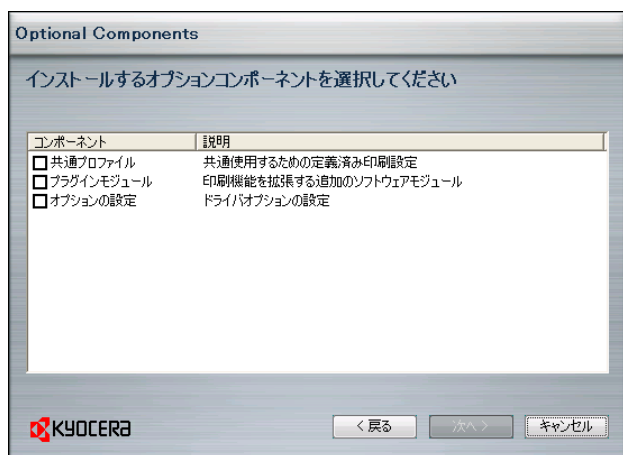 Optional Components
インストールするオプションコンポーネントを選択してください
コンポーネント 説明
共通プロファイル 共通使用するための定義済み印刷設定
プラグインモジュール 印刷機能を拡張する追加のソフトウェアモジュール
オプションの設定 ドライバオプションの設定
KYOCERA
< 戻る 次へ > キャンセル